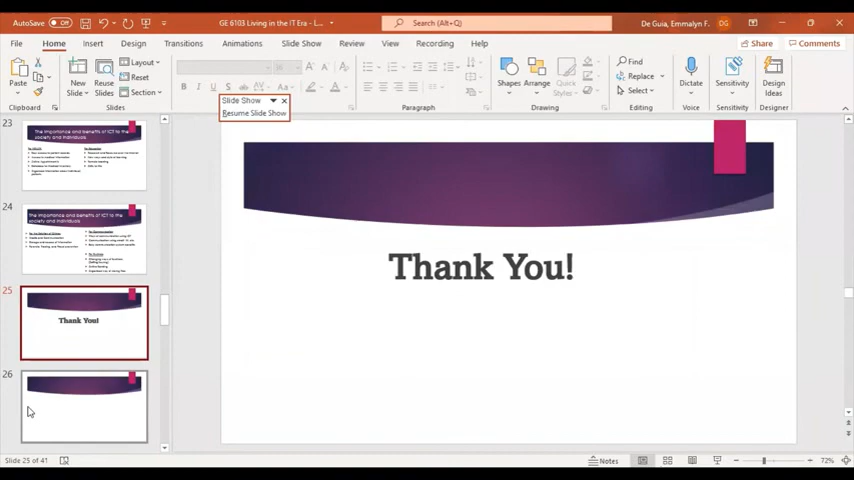 AutoSave Off
GE 6103 Living in the IT Era - L...
Search (Alt+Q)
De Guia, Emmalyn F.
DG
File Home Insert Design Transitions Animations Slide Show Review View Recording Help
Share Comments
Paste
New
Slide
Reuse
Slides
Layout
Reset
Section
Shapes Arrange Quick
Styles
Find
Replace
Select
Dictate
Sensitivity
Design
Ideas
Clipboard Slides Paragraph Drawing Editing Voice Sensitivity Designer
Slide Show
Resume Slide Show
23
The importance and benefits of ICT to the
society and individuals
24
The importance and benefits of ICT to the
society and individuals
25
Thank You!
26
Thank You!
Slide 25 of 41
Notes
72%